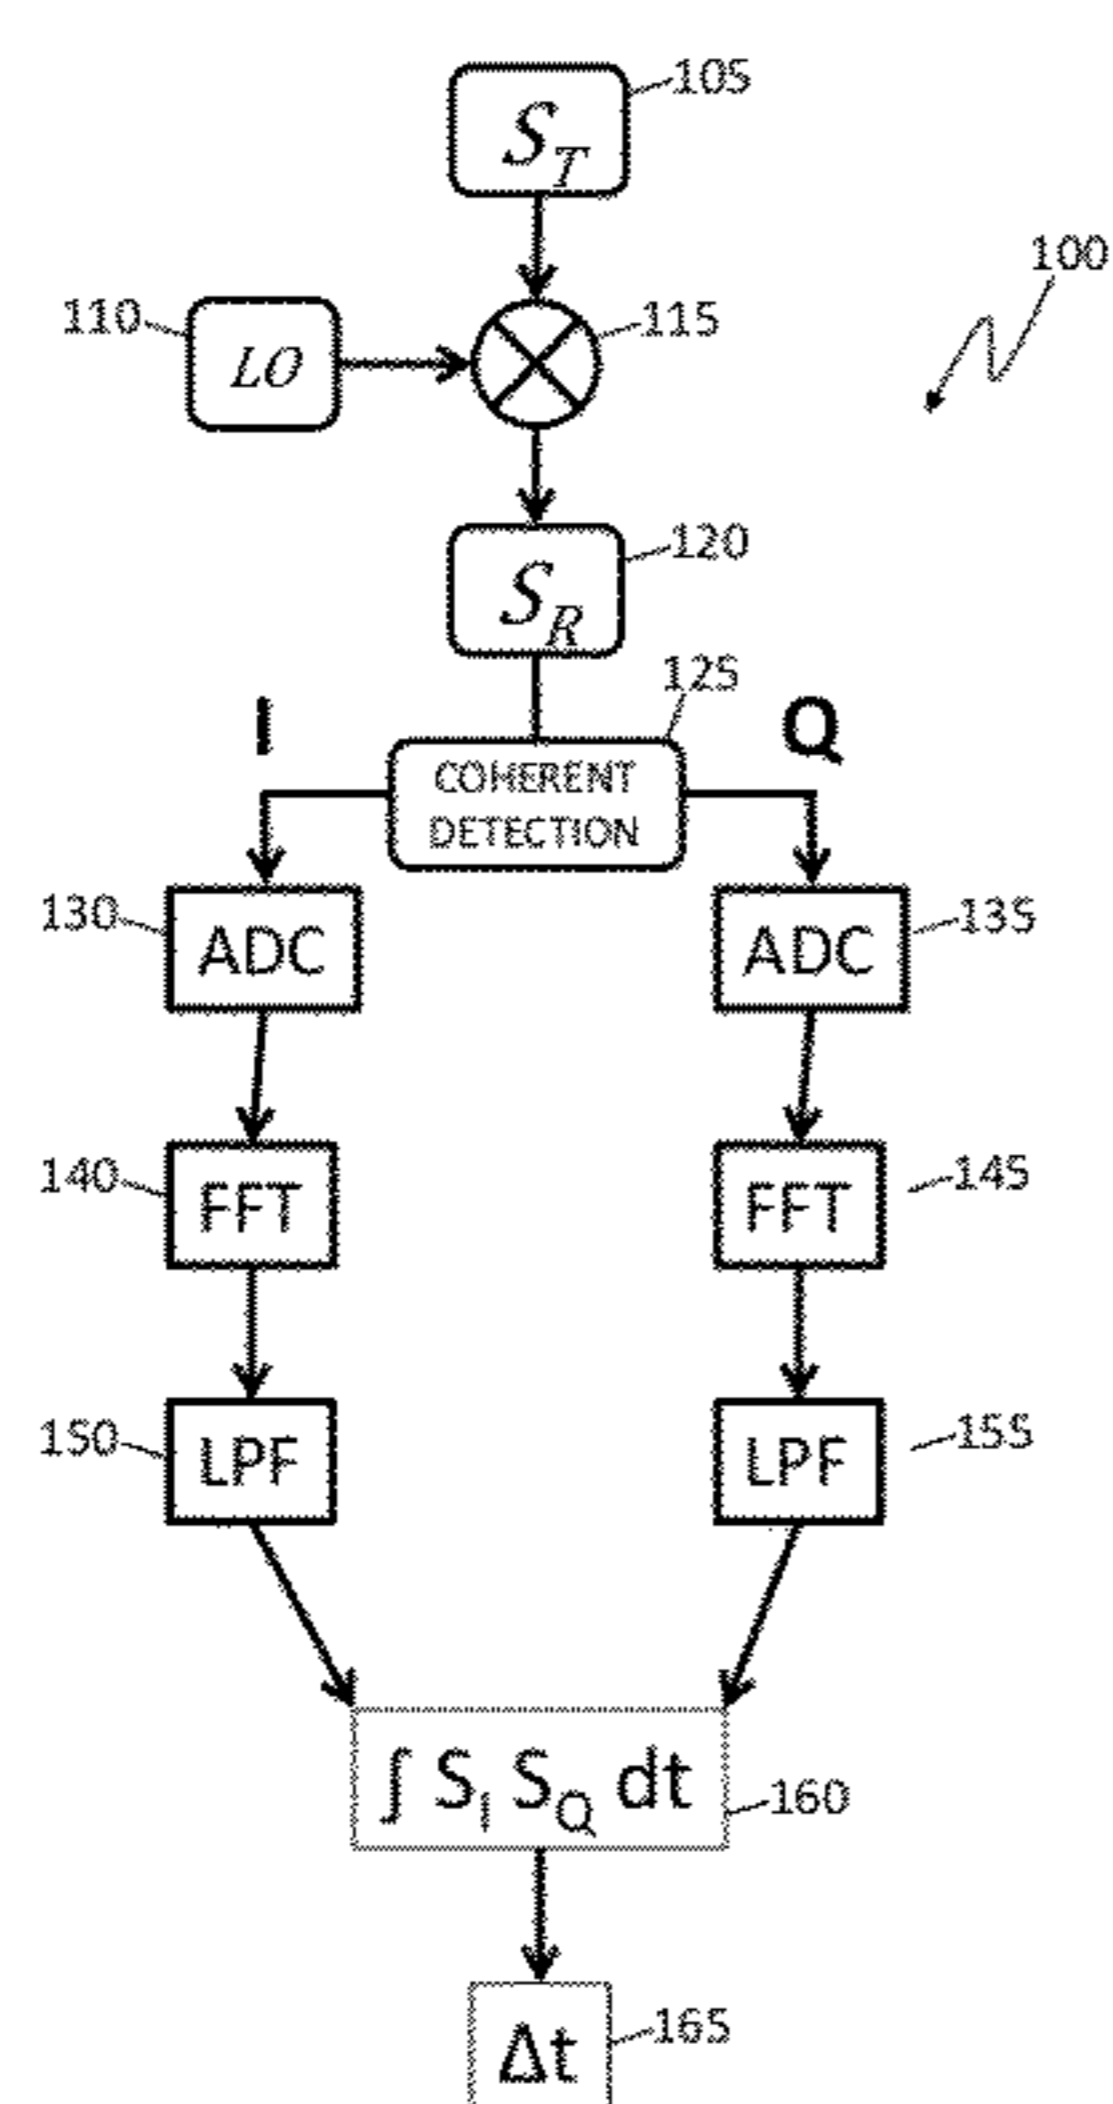 105
S_T
100
110
LO
115
120
S_R
125
I
Q
COHERENT
DETECTION
130
ADC
ADC
135
140
FFT
FFT
145
150
LPF
LPF
155
∫ S_I S_Q dt
160
Δt
165